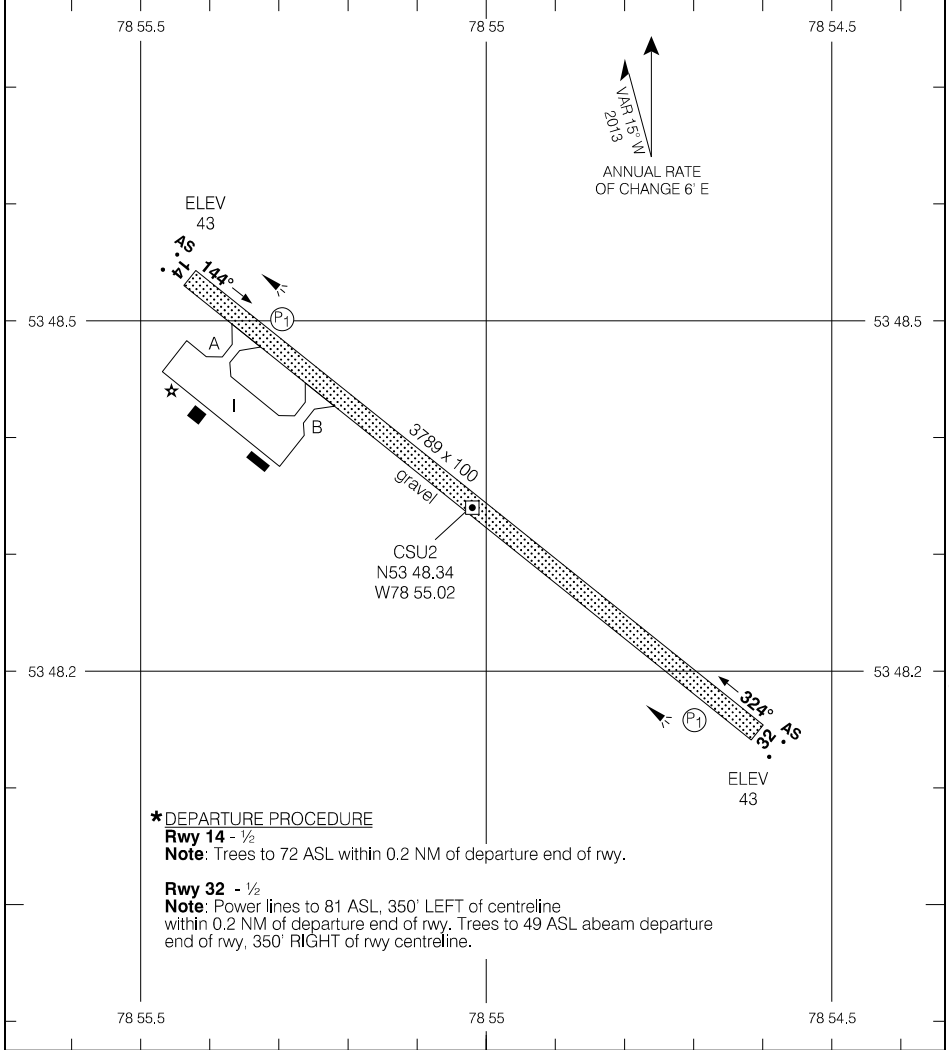 78 55.5
78 55
78 54.5
VAR 15° W
2013
ANNUAL RATE
OF CHANGE 6' E
ELEV
43
AS
14
144°
P1
53 48.5
53 48.5
A
I
B
3789 x 100
gravel
CSU2
N53 48.34
W78 55.02
53 48.2
53 48.2
324°
P1
32
AS
ELEV
43
*DEPARTURE PROCEDURE
Rwy 14 - ½
Note: Trees to 72 ASL within 0.2 NM of departure end of rwy.
Rwy 32 - ½
Note: Power lines to 81 ASL, 350' LEFT of centreline
within 0.2 NM of departure end of rwy. Trees to 49 ASL abeam departure
end of rwy, 350' RIGHT of rwy centreline.
78 55.5
78 55
78 54.5